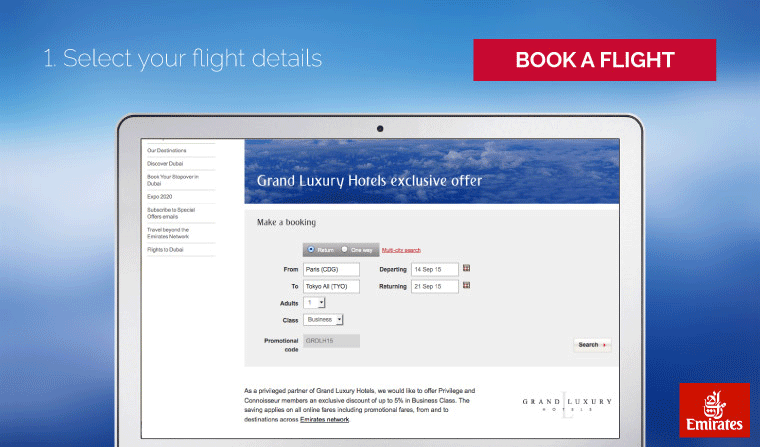 1. Select your flight details
BOOK A FLIGHT
Our Destinations
Discover Dubai
Book Your Stopover in
Dubai
Expo 2020
Subscribe to Special
Offers emails
Travel beyond the
Emirates Network
Flights to Dubai
Grand Luxury Hotels exclusive offer
Make a booking
Return One way Multi-city search
From Paris (CDG) Departing 14 Sep 15
To Tokyo All (TYO) Returning 21 Sep 15
Adults 1
Class Business
Promotional
code
GRDLH15
Search
As a privileged partner of Grand Luxury Hotels, we would like to offer Privilege and
Connoisseur members an exclusive discount of up to 5% in Business Class. The
saving applies on all online fares including promotional fares, from and to
destinations across Emirates network.
GRAND LUXURY
HOTELS
L
Emirates